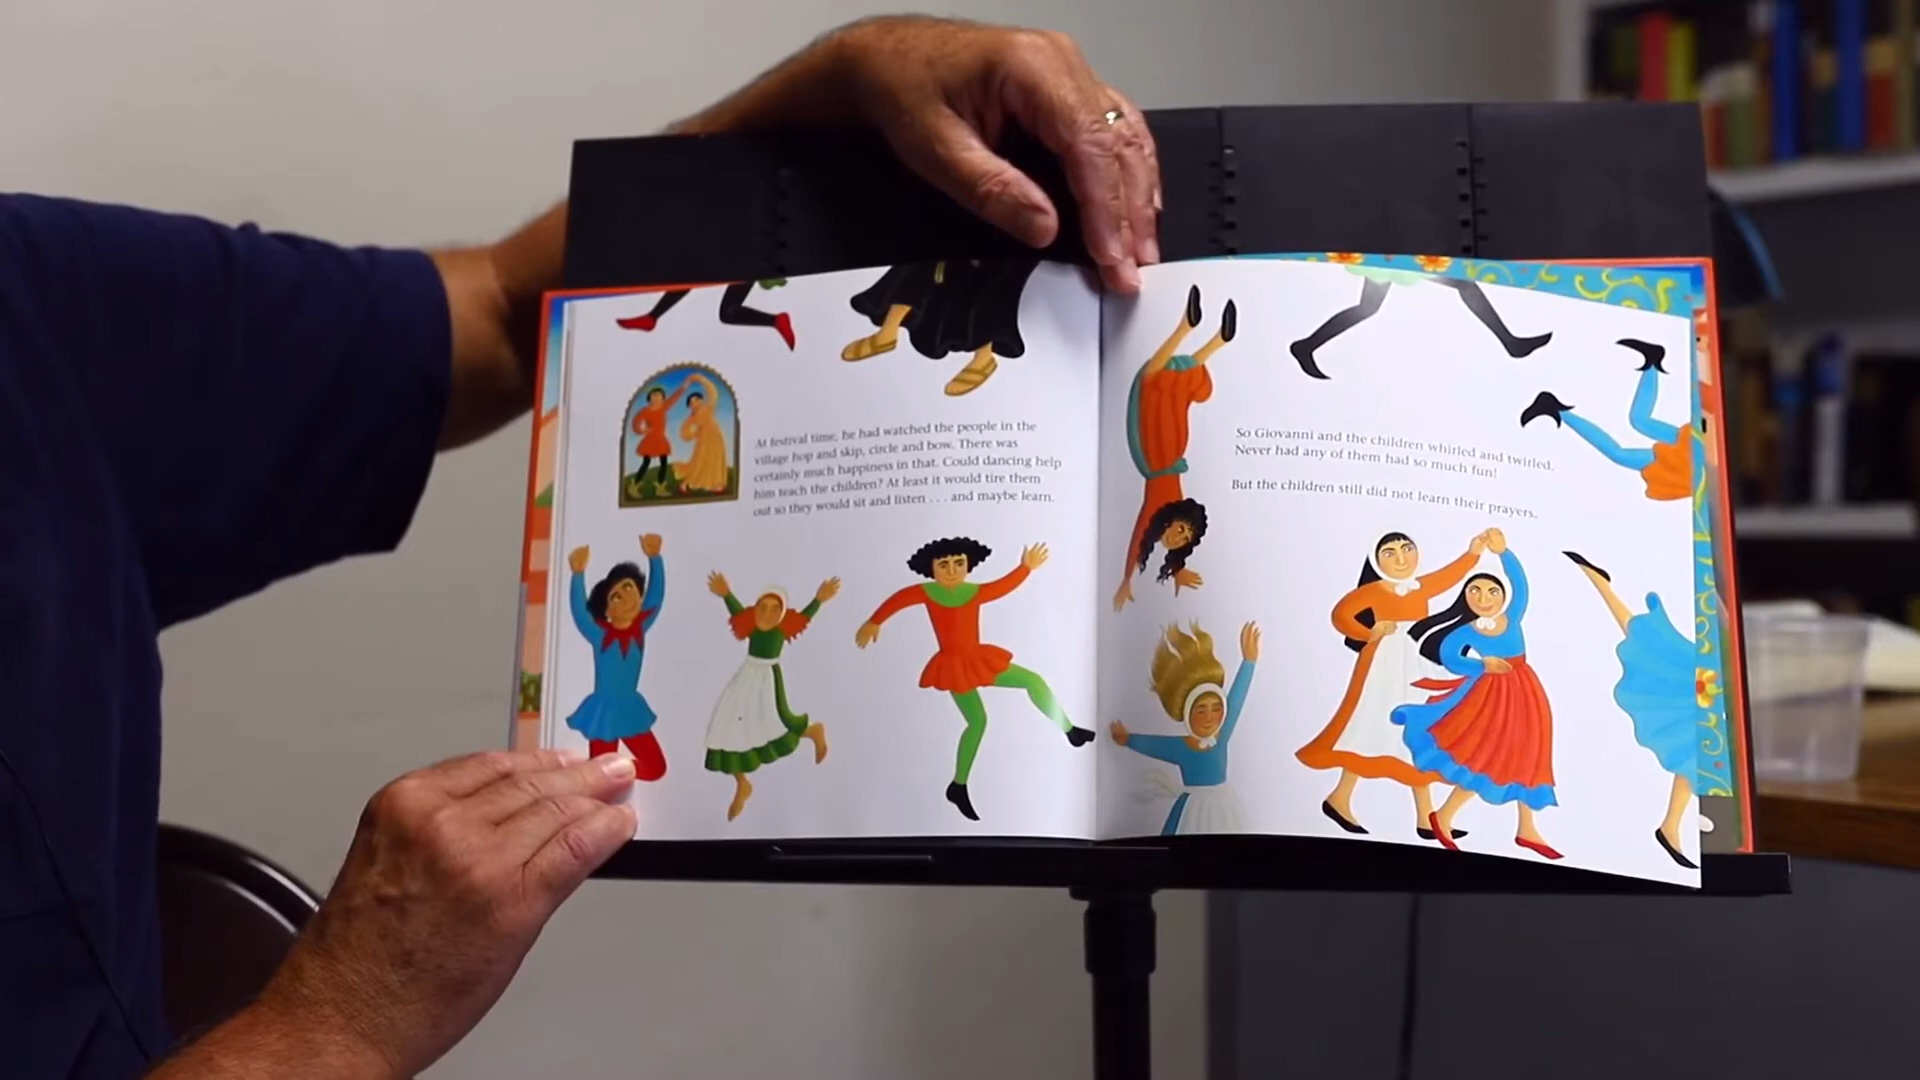 At festival time, he had watched the people in the
village hop and skip, circle and bow. There was
certainly much happiness in that. Could dancing help
him teach the children? At least it would tire them
out so they would sit and listen . . . and maybe learn.
So Giovanni and the children whirled and twirled.
Never had any of them had so much fun!
But the children still did not learn their prayers.